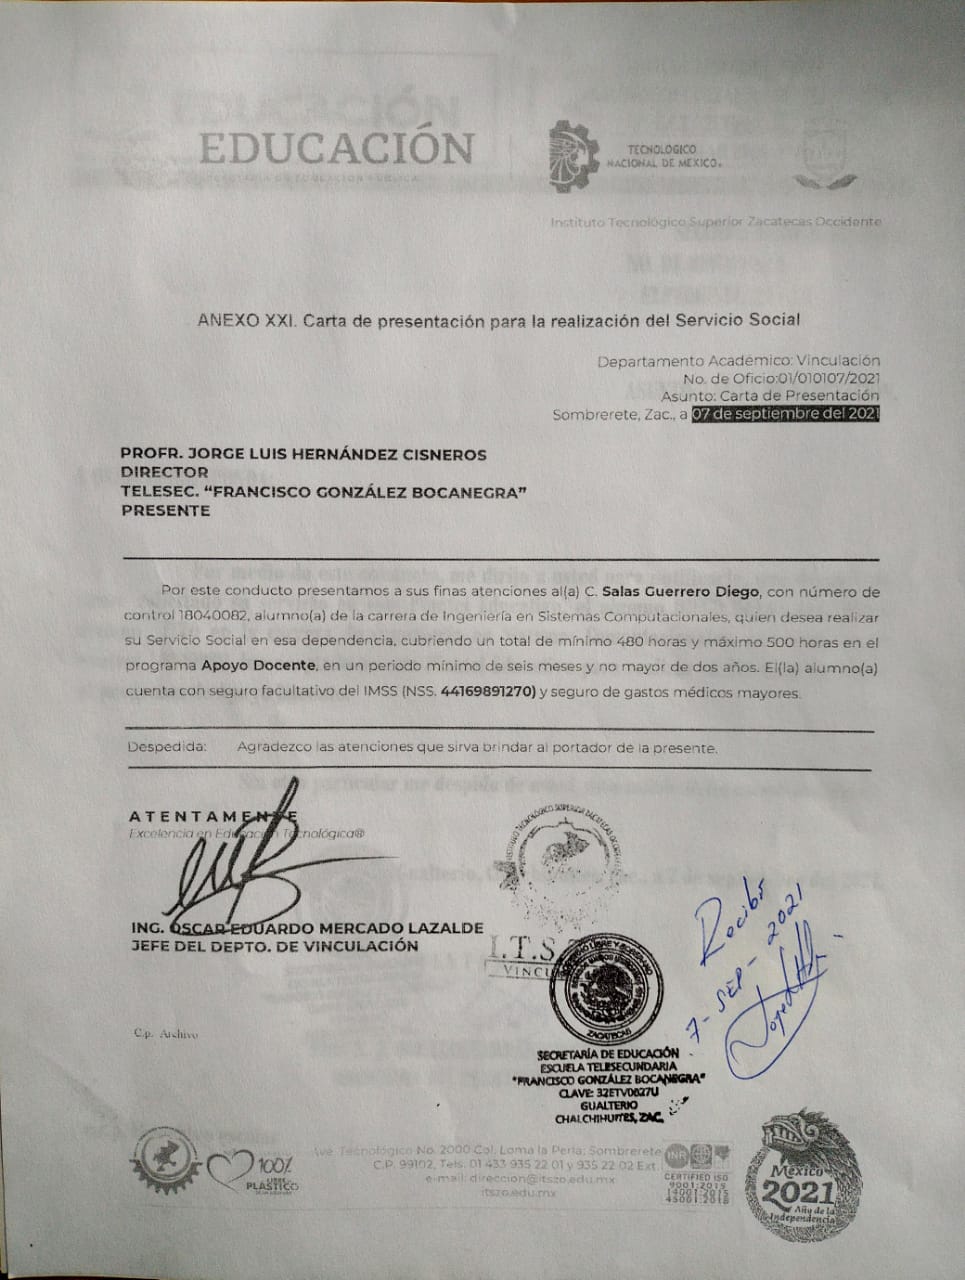 EDUCACIÓN
SECRETARÍA DE EDUCACIÓN PÚBLICA
TECNOLÓGICO
NACIONAL DE MÉXICO®
Instituto Tecnológico Superior Zacatecas Occidente
ANEXO XXI. Carta de presentación para la realización del Servicio Social
Departamento Académico: Vinculación
No. de Oficio:01/010107/2021
Asunto: Carta de Presentación
Sombrerete, Zac., a 07 de septiembre del 2021
PROFR. JORGE LUIS HERNÁNDEZ CISNEROS
DIRECTOR
TELESEC. “FRANCISCO GONZÁLEZ BOCANEGRA”
PRESENTE
Por este conducto presentamos a sus finas atenciones al(a) C. Salas Guerrero Diego, con número de
control 18040082, alumno(a) de la carrera de Ingeniería en Sistemas Computacionales, quien desea realizar
su Servicio Social en esa dependencia, cubriendo un total de mínimo 480 horas y máximo 500 horas en el
programa Apoyo Docente, en un periodo mínimo de seis meses y no mayor de dos años. El(la) alumno(a)
cuenta con seguro facultativo del IMSS (NSS. 44169891270) y seguro de gastos médicos mayores.
Despedida: Agradezco las atenciones que sirva brindar al portador de la presente.
ATENTAMENTE
Excelencia en Educación Tecnológica®
ING. OSCAR EDUARDO MERCADO LAZALDE
JEFE DEL DEPTO. DE VINCULACIÓN
I.T.S.
VINCU
Recibí
7-SEP-2021
ZACATECAS
C.p. Archivo
SECRETARÍA DE EDUCACIÓN
ESCUELA TELESECUNDARIA
"FRANCISCO GONZÁLEZ BOCANEGRA"
CLAVE: 32ETV0827U
GUALTERIO
CHALCHIHUITES, ZAC.
100%
LIBRE DE
PLÁSTICO
Ave Tecnológico No. 2000 Col. Loma la Perla; Sombrerete
C.P. 99102, Tels. 01 433 935 22 01 y 935 22 02 Ext.
e-mail: direccion@itszo.edu.mx
itszo.edu.mx
INR
CERTIFIED ISO
9001:2015
14001:2015
45001:2018
México
2021
Año de la
Independencia